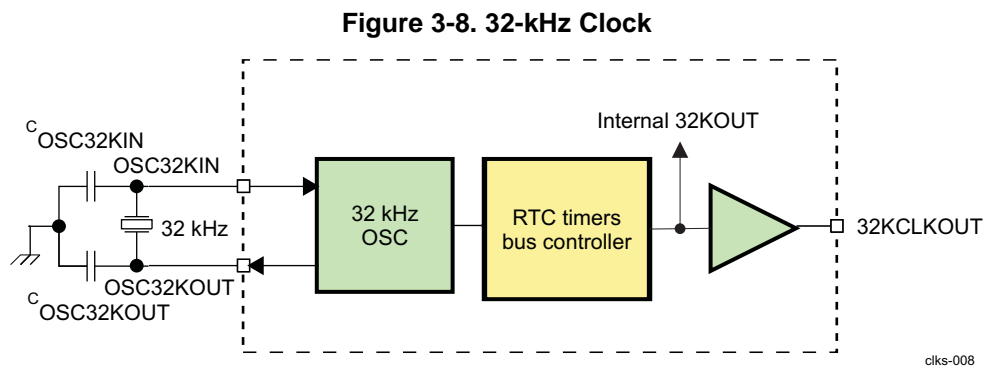 Figure 3-8. 32-kHz Clock
Internal 32KOUT
COSC32KIN
OSC32KIN
32 kHz
32 kHz
OSC
RTC timers
bus controller
32KCLKOUT
OSC32KOUT
COSC32KOUT
clks-008